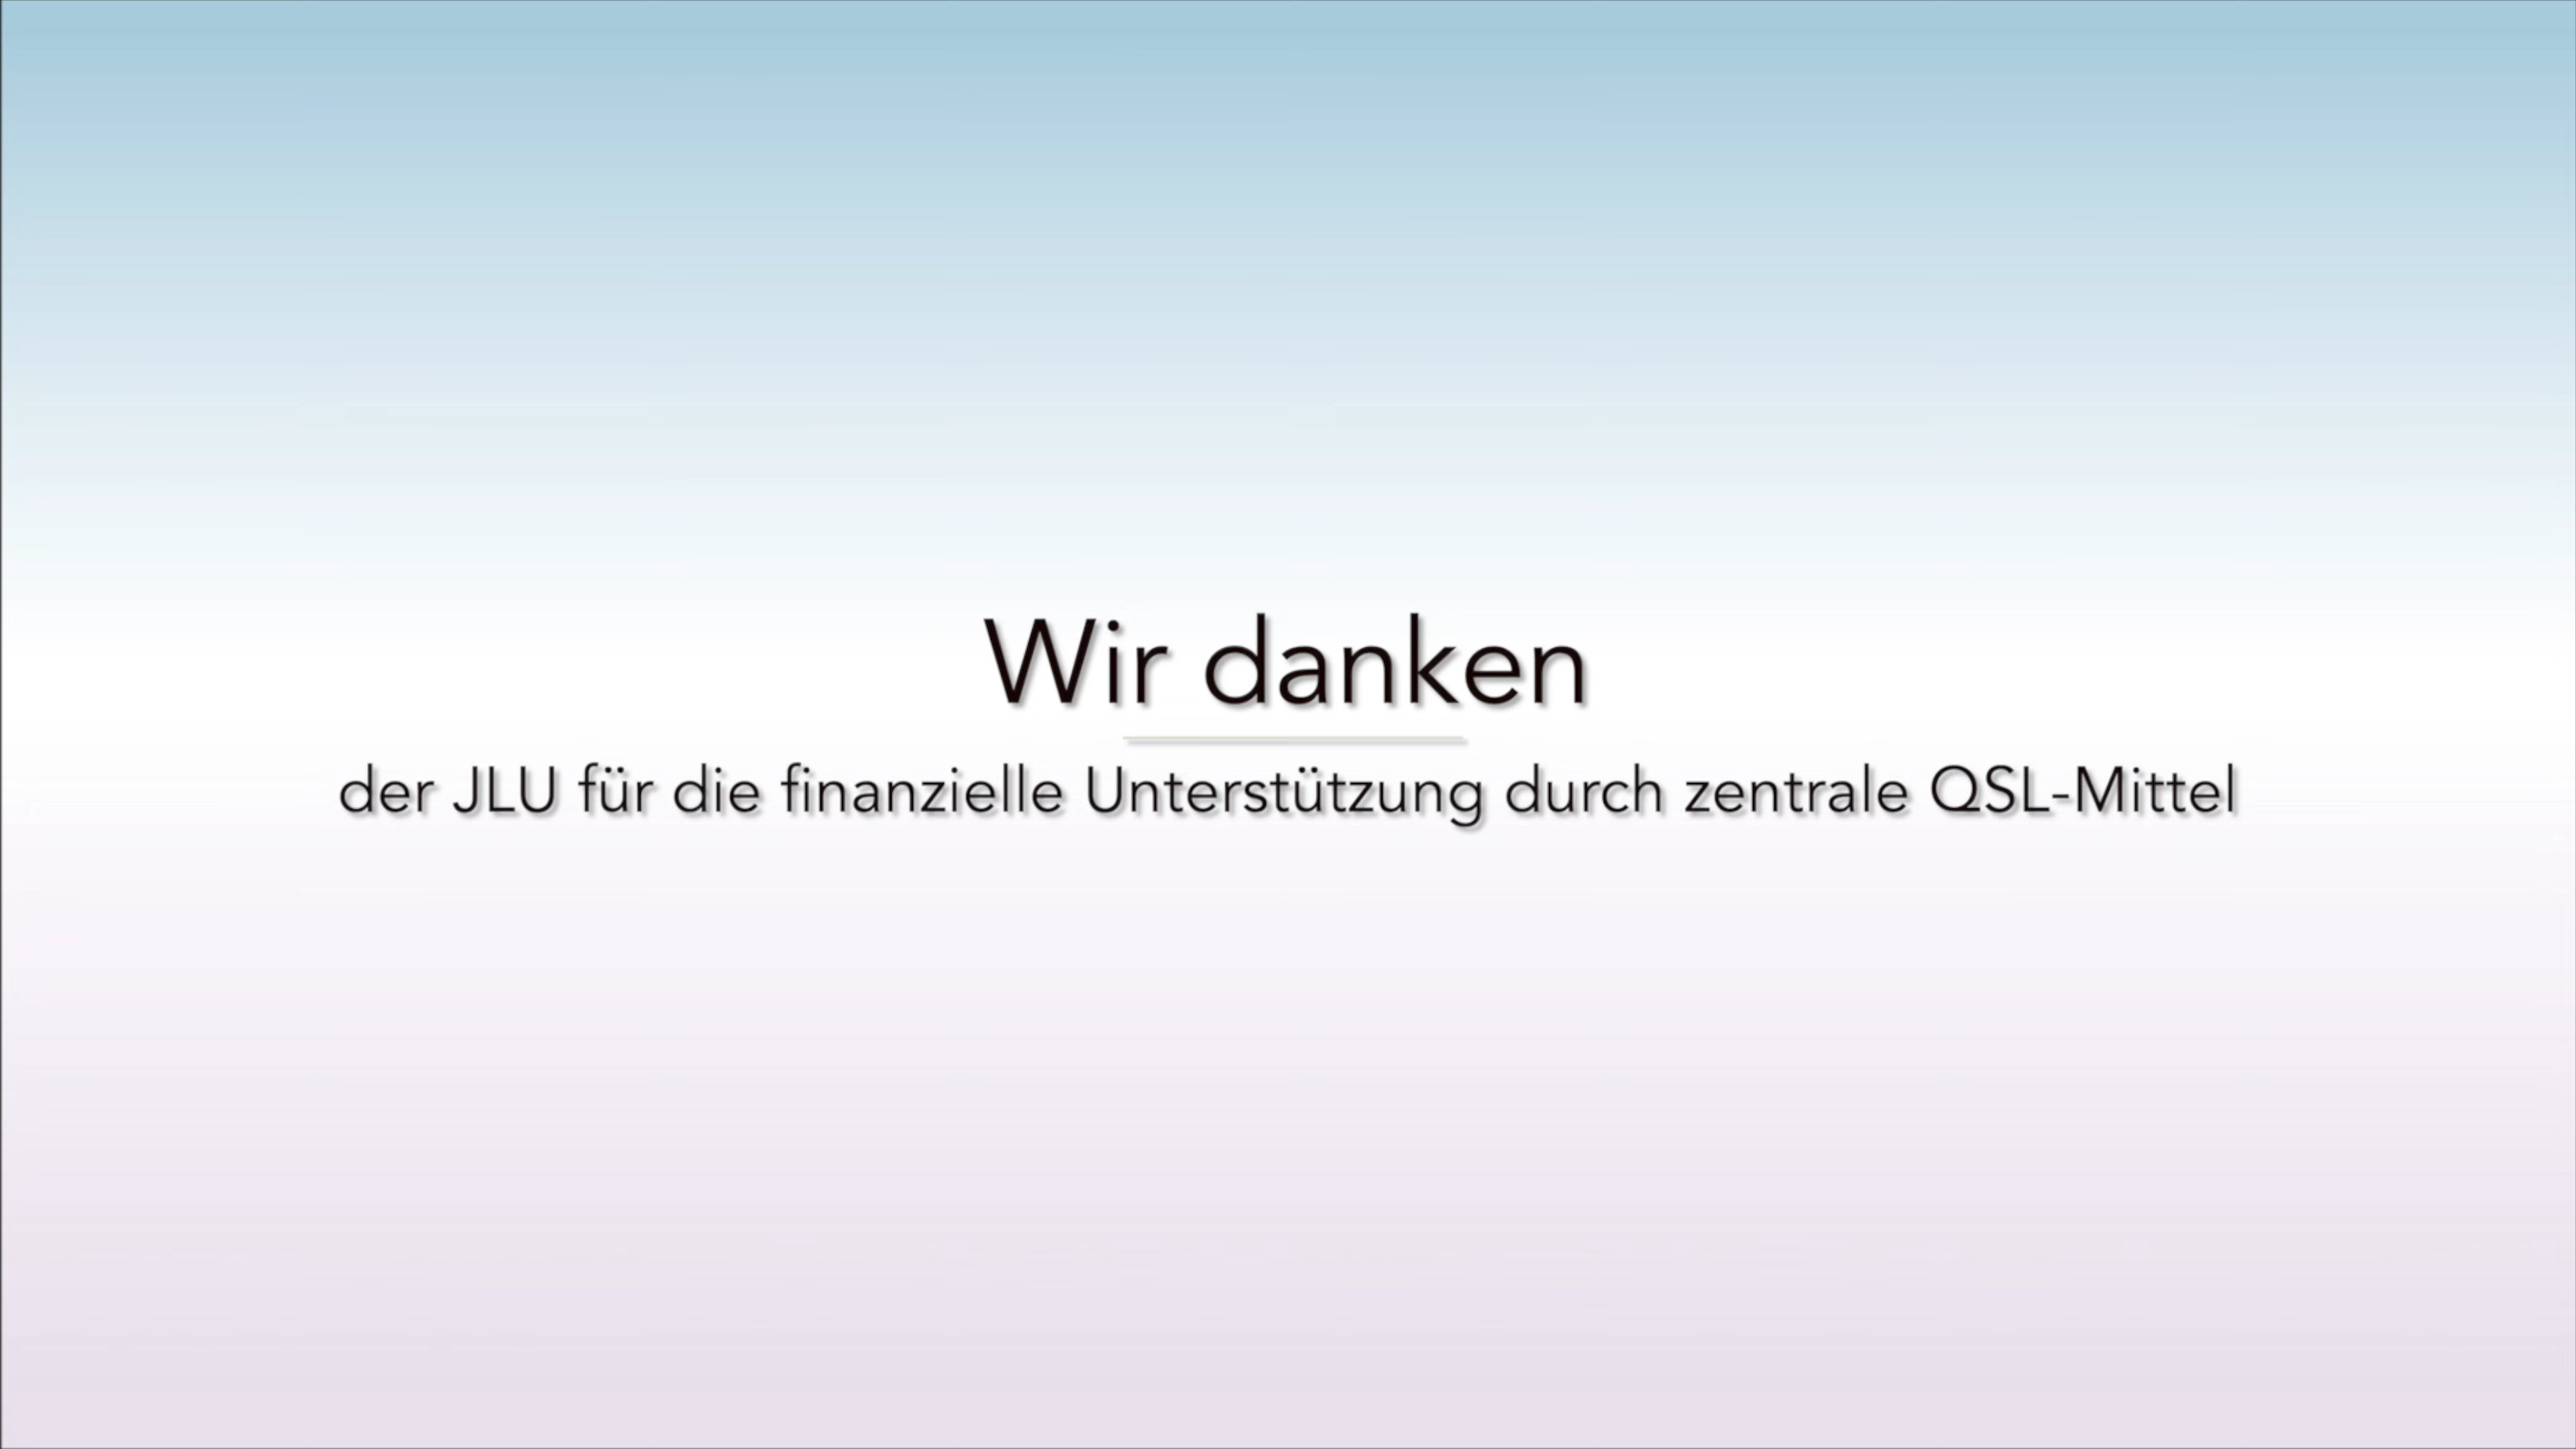 Wir danken
der JLU für die finanzielle Unterstützung durch zentrale QSL-Mittel